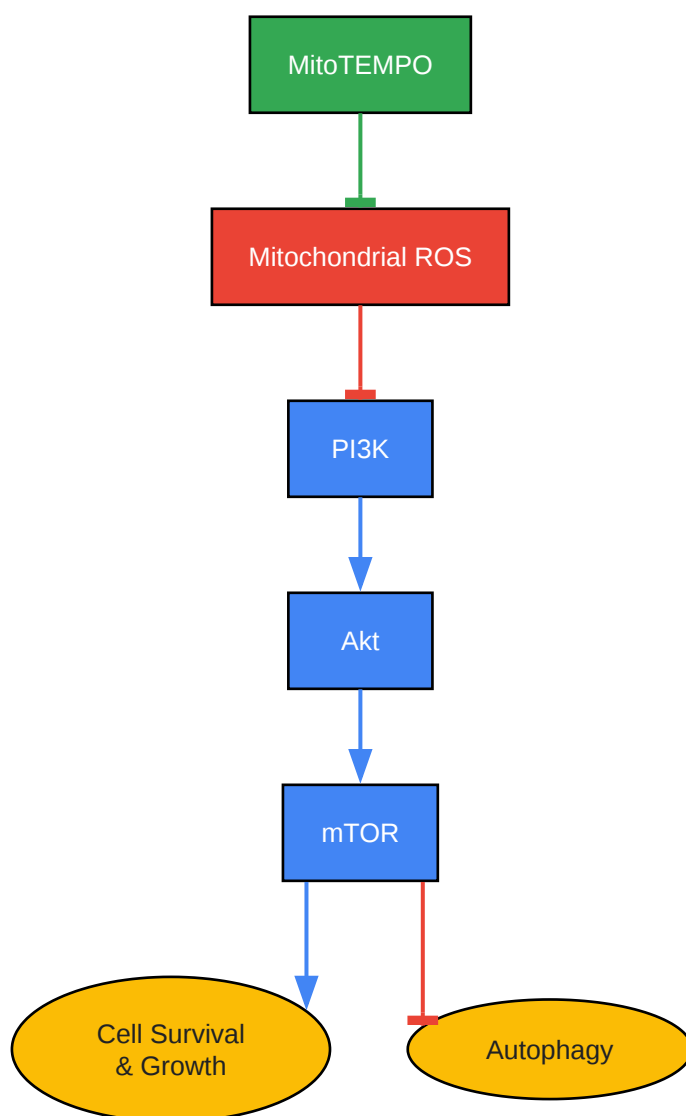 MitoTEMPO
Mitochondrial ROS
PI3K
Akt
mTOR
Cell Survival
& Growth
Autophagy